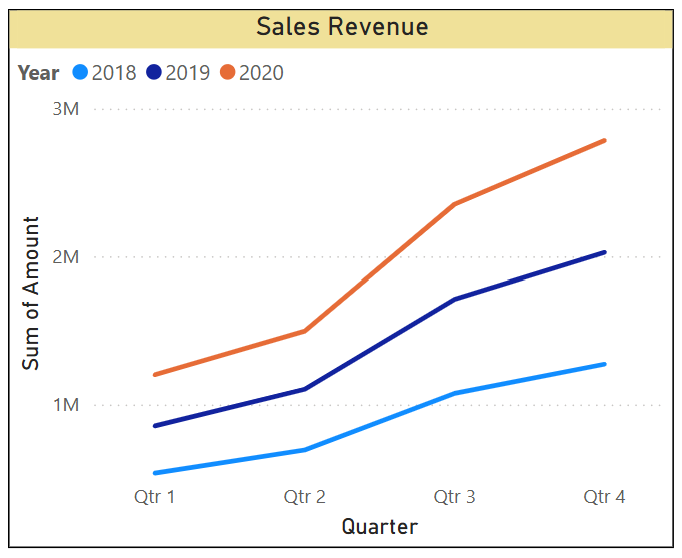 Sales Revenue
Year 2018 2019 2020
3M
2M
1M
Sum of Amount
Qtr 1 Qtr 2 Qtr 3 Qtr 4
Quarter